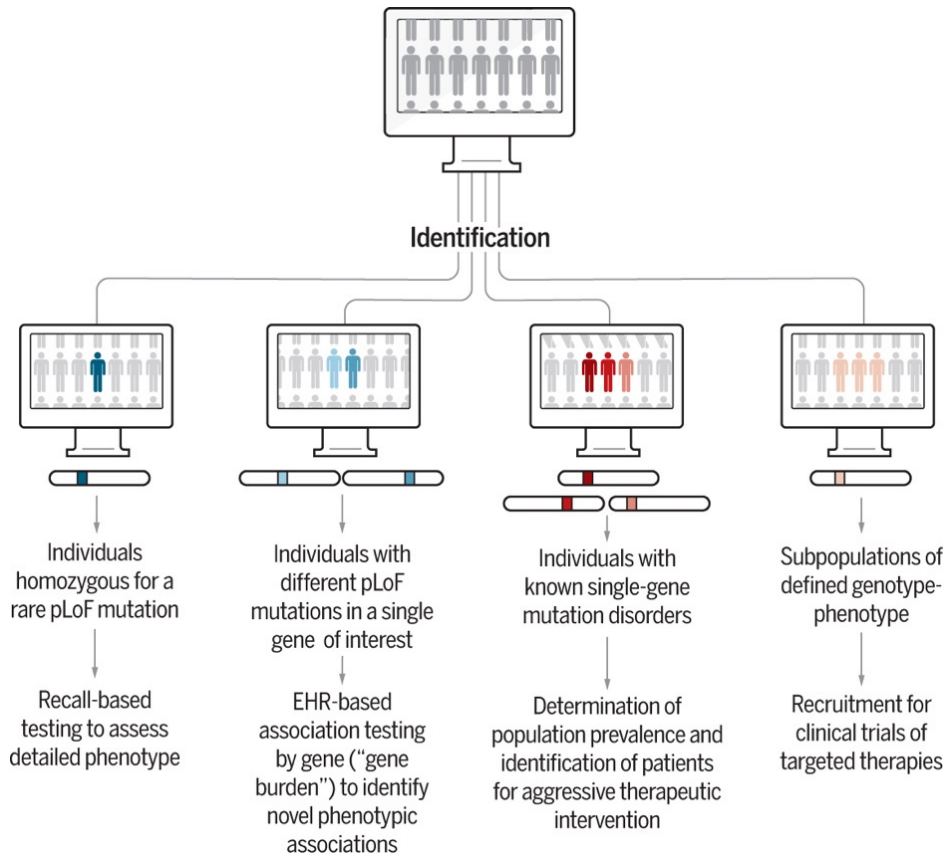 Identification
Individuals
homozygous for a
rare pLoF mutation
Recall-based
testing to assess
detailed phenotype
Individuals with
different pLoF
mutations in a single
gene of interest
EHR-based
association testing
by gene (“gene
burden”) to identify
novel phenotypic
associations
Individuals with
known single-gene
mutation disorders
Determination of
population prevalence and
identification of patients
for aggressive therapeutic
intervention
Subpopulations of
defined genotype-
phenotype
Recruitment for
clinical trials of
targeted therapies